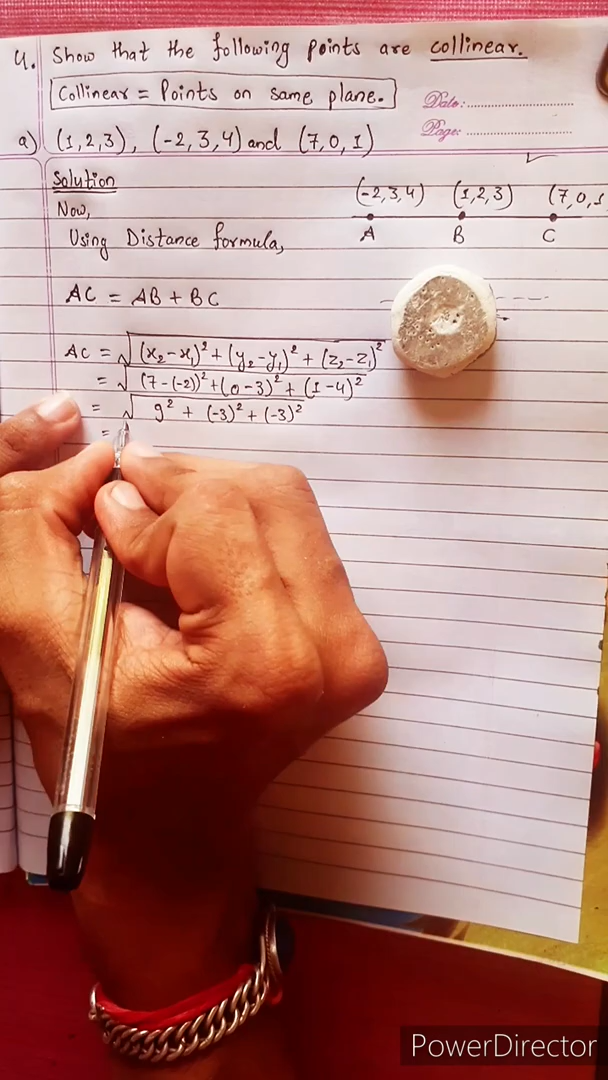 4. Show that the following points are collinear.
Collinear = Points on same plane.
Date:
Page:
a) (1,2,3), (-2,3,4) and (7,0,1)
Solution
Now,
Using Distance formula,
(-2,3,4) (1,2,3) (7,0,1
A B C
AC = AB + BC
AC = √(x₂-x₁)² + (y₂-y₁)² + (z₂-z₁)²
= √(7-(-2))² + (0-3)² + (1-4)²
= √9² + (-3)² + (-3)²
=
PowerDirector